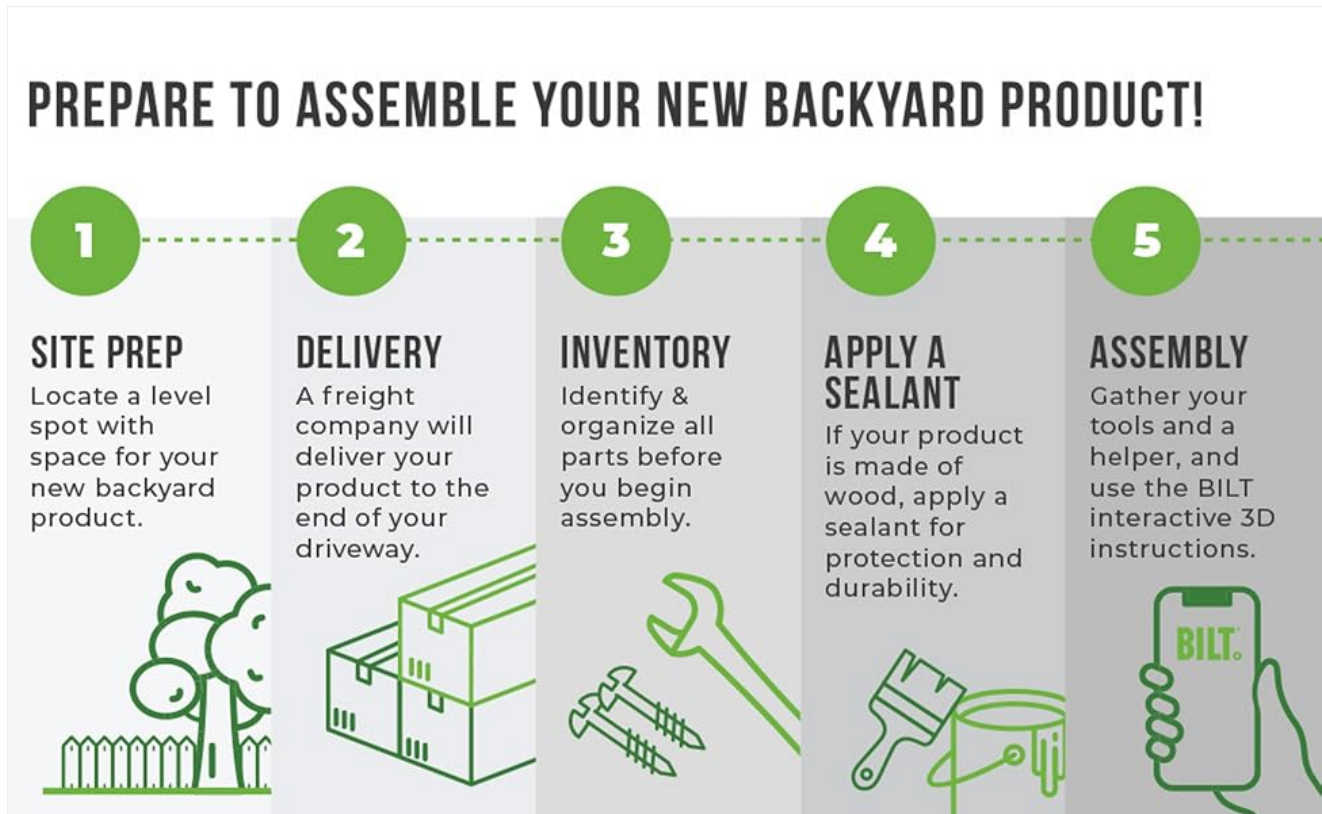 PREPARE TO ASSEMBLE YOUR NEW BACKYARD PRODUCT!
1
SITE PREP
Locate a level
spot with
space for your
new backyard
product.
2
DELIVERY
A freight
company will
deliver your
product to the
end of your
driveway.
3
INVENTORY
Identify &
organize all
parts before
you begin
assembly.
4
APPLY A
SEALANT
If your product
is made of
wood, apply a
sealant for
protection and
durability.
5
ASSEMBLY
Gather your
tools and a
helper, and
use the BILT
interactive 3D
instructions.
BILT